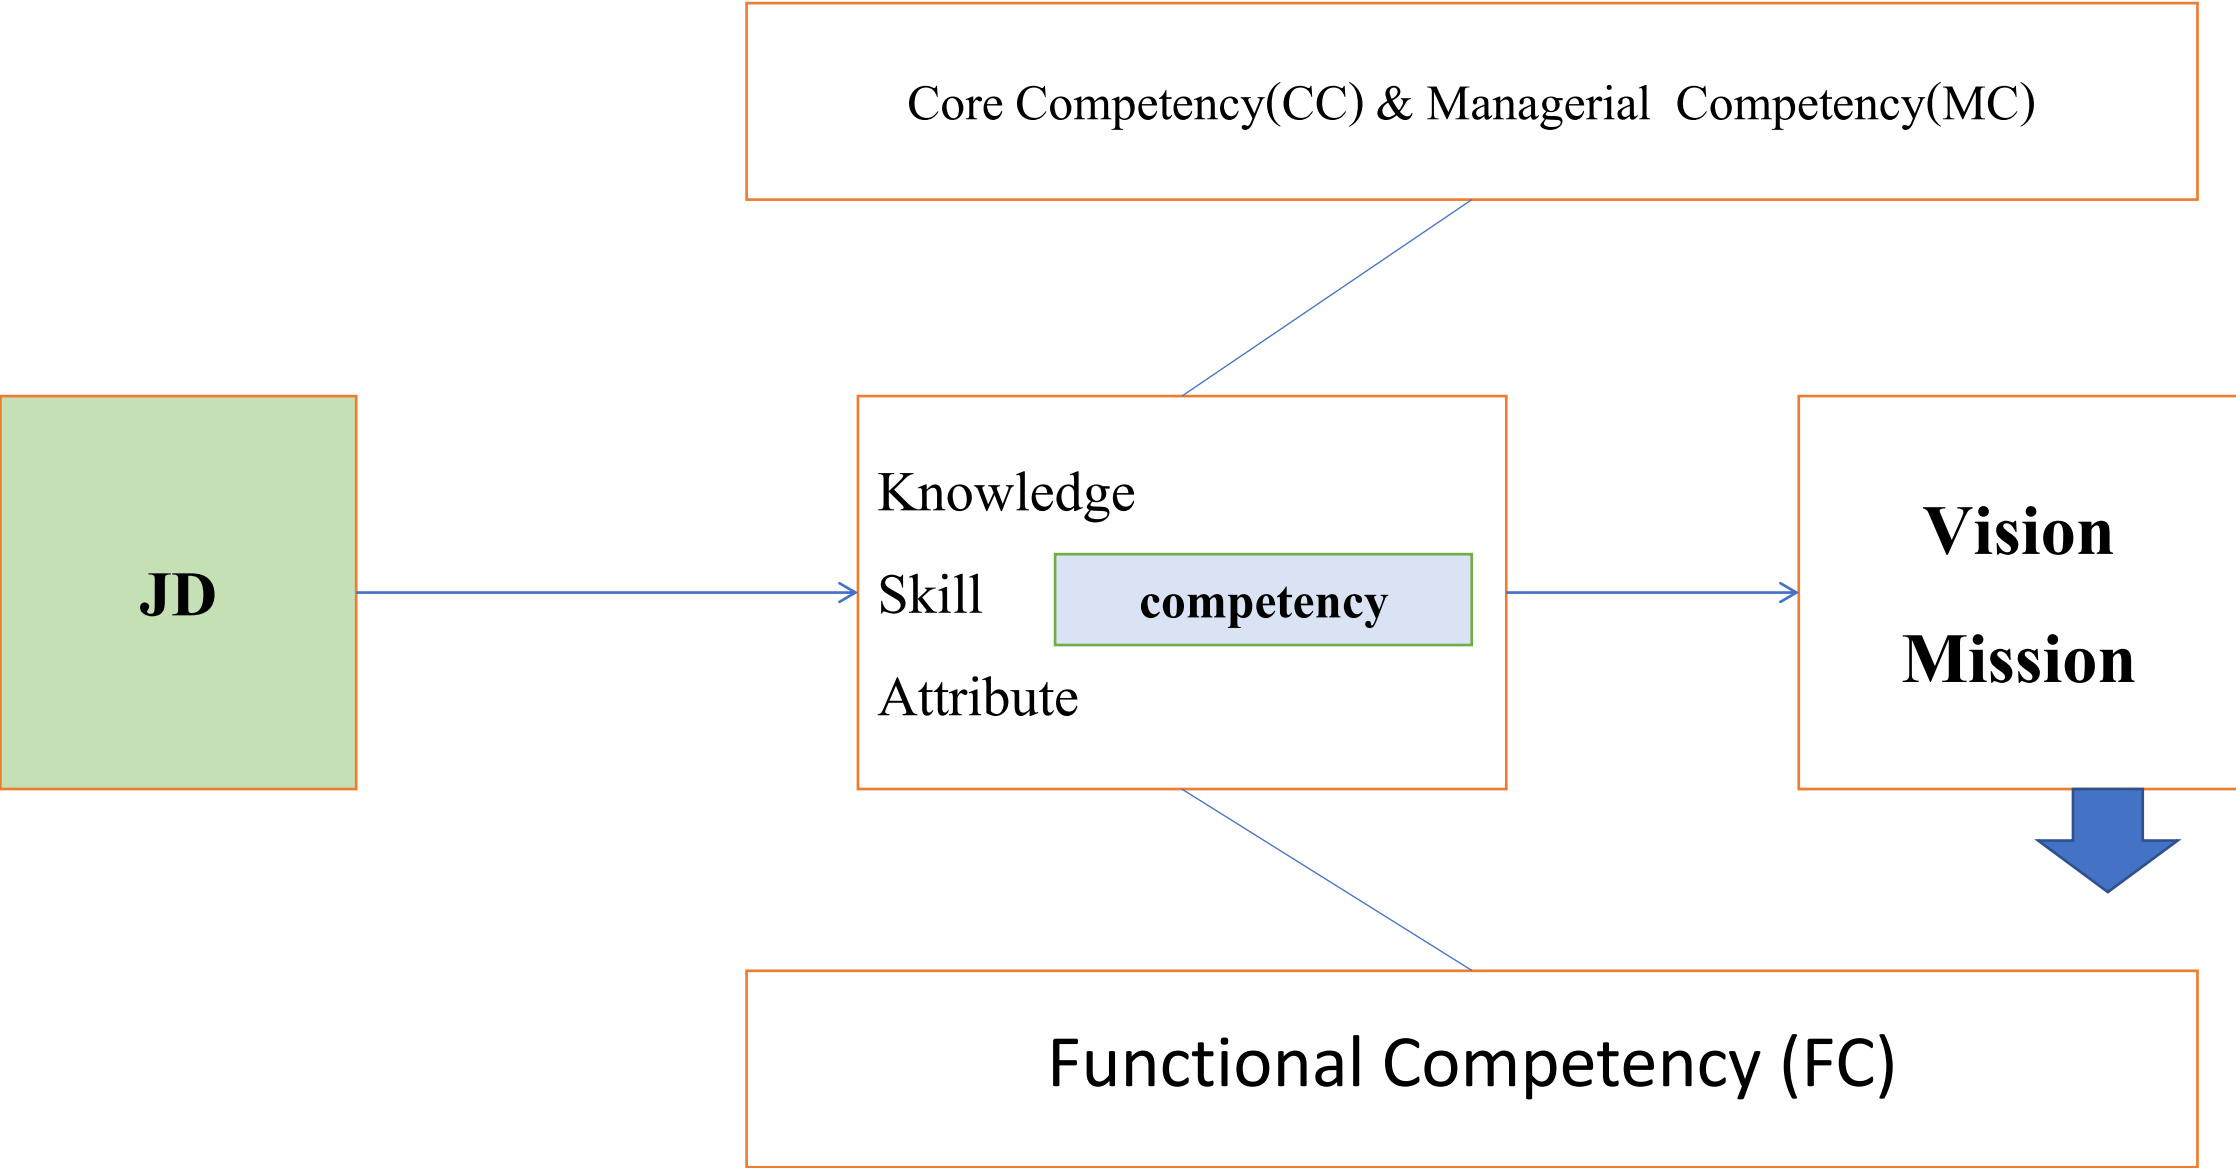 Core Competency(CC) & Managerial  Competency(MC)
JD
Knowledge
Skill
competency
Attribute
Vision
Mission
Functional Competency (FC)